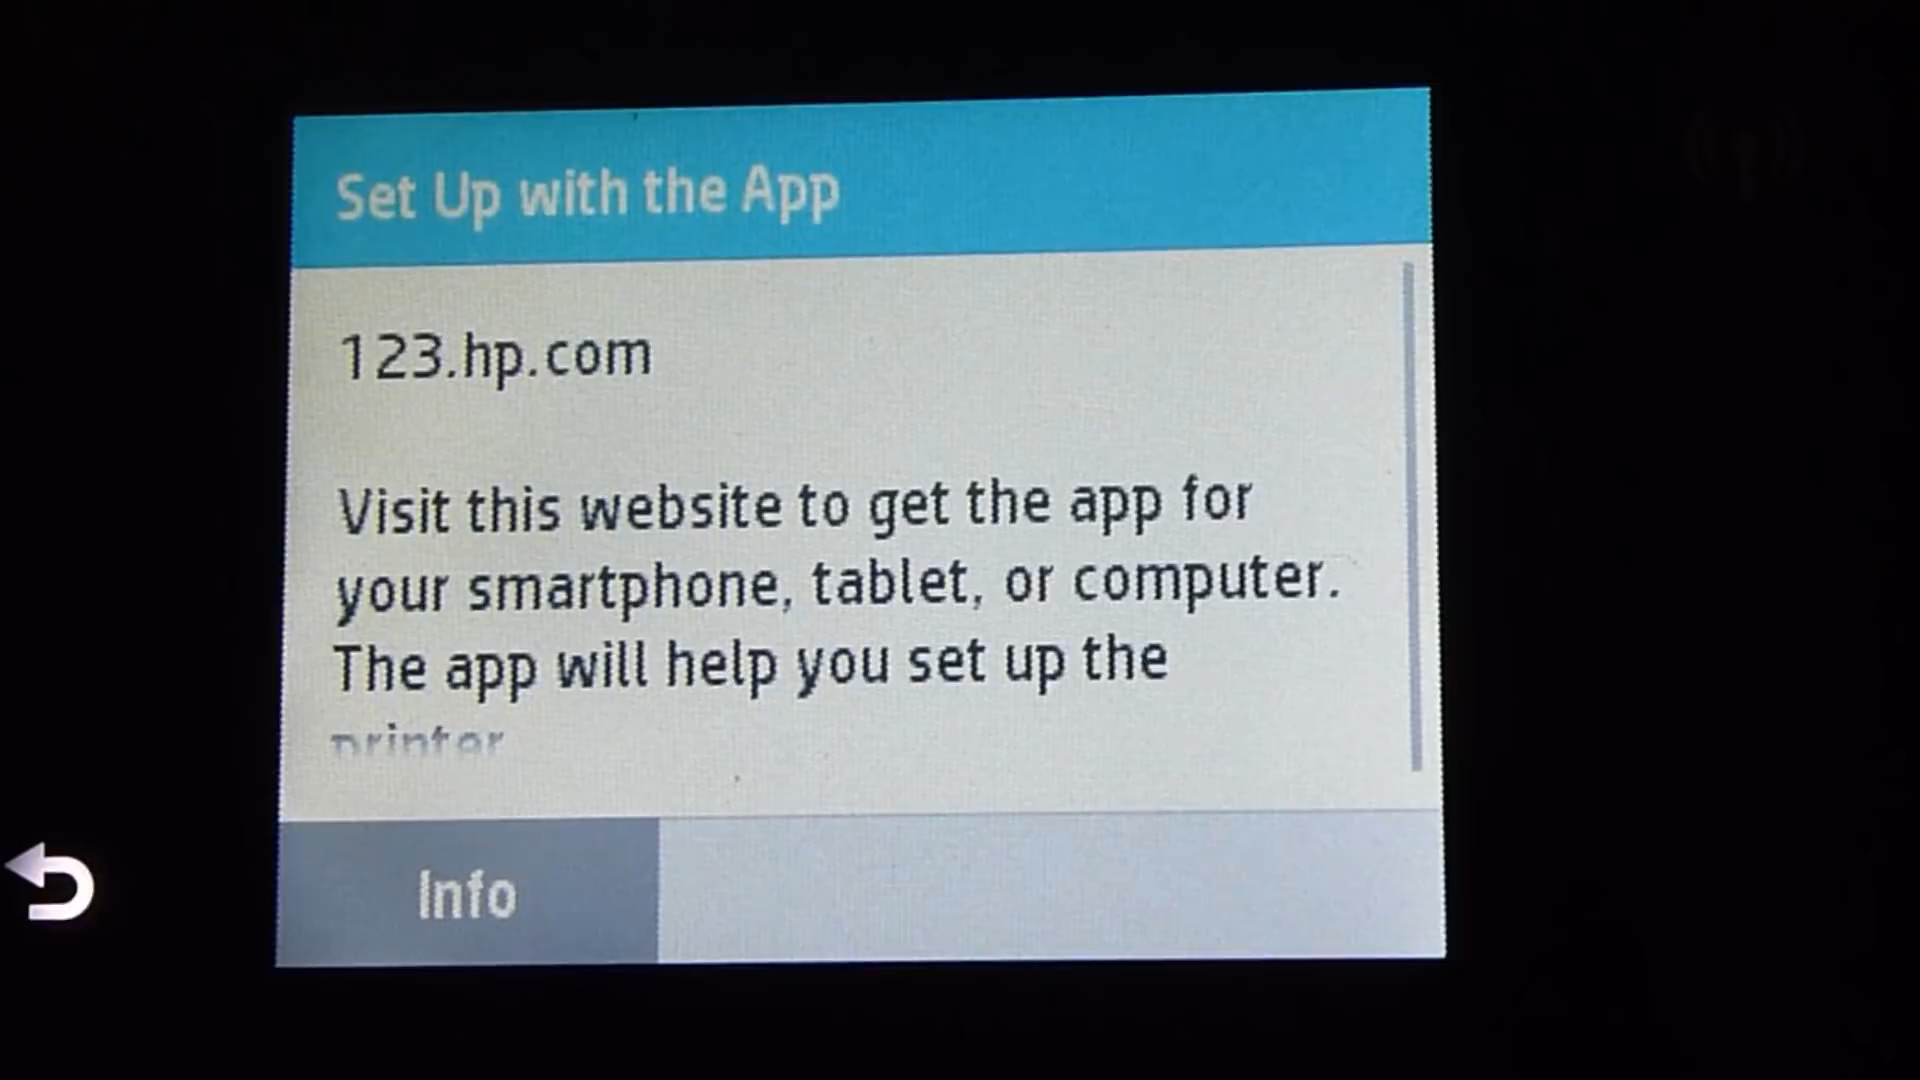 Set Up with the App
123.hp.com
Visit this website to get the app for
your smartphone, tablet, or computer.
The app will help you set up the
printer
Info